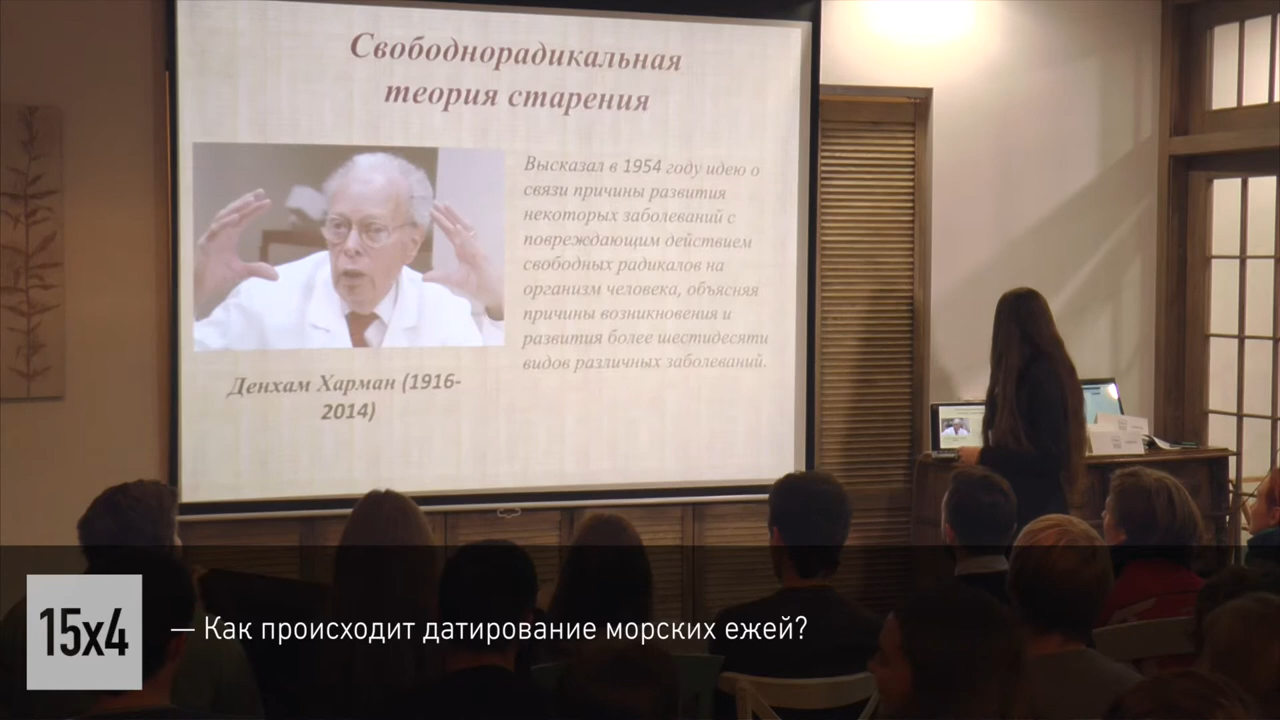 Свободнорадикальная
теория старения
Высказал в 1954 году идею о
связи причины развития
некоторых заболеваний с
повреждающим действием
свободных радикалов на
организм человека, объясняя
причины возникновения и
развития более шестидесяти
видов различных заболеваний.
Денхам Харман (1916-
2014)
15x4
— Как происходит датирование морских ежей?